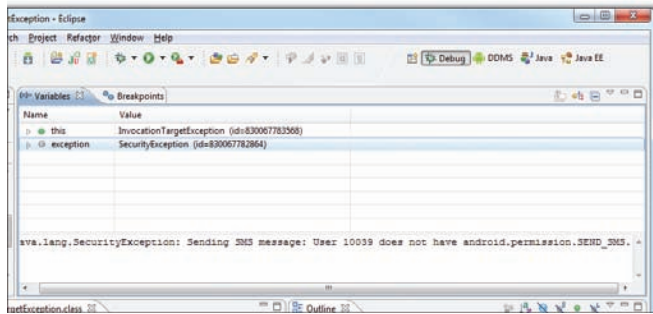 tException - Eclipse
ch Project Refactor Window Help
Debug DDMS Java Java EE
(x)= Variables Breakpoints
Name Value
this InvocationTargetException (id=830067783568)
exception SecurityException (id=830067782864)
ava.lang.SecurityException: Sending SMS message: User 10039 does not have android.permission.SEND_SMS.
rgetException.class Outline